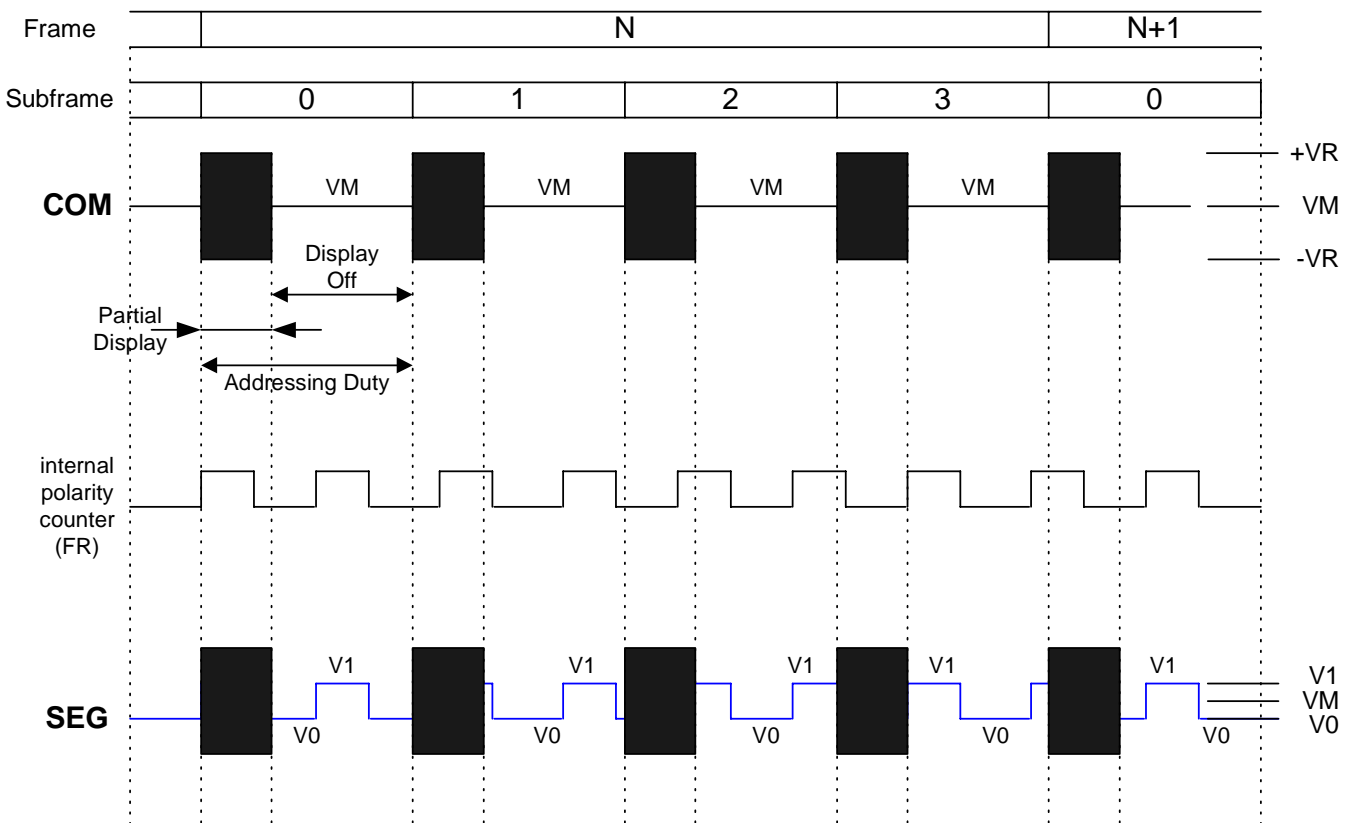 Frame N N+1
Subframe 0 1 2 3 0
+VR
COM VM VM VM VM VM
-VR
Display
Off
Partial
Display
Addressing Duty
internal
polarity
counter
(FR)
V1 V1 V1 V1 V1 V1
SEG VM
V0 V0 V0 V0 V0 V0